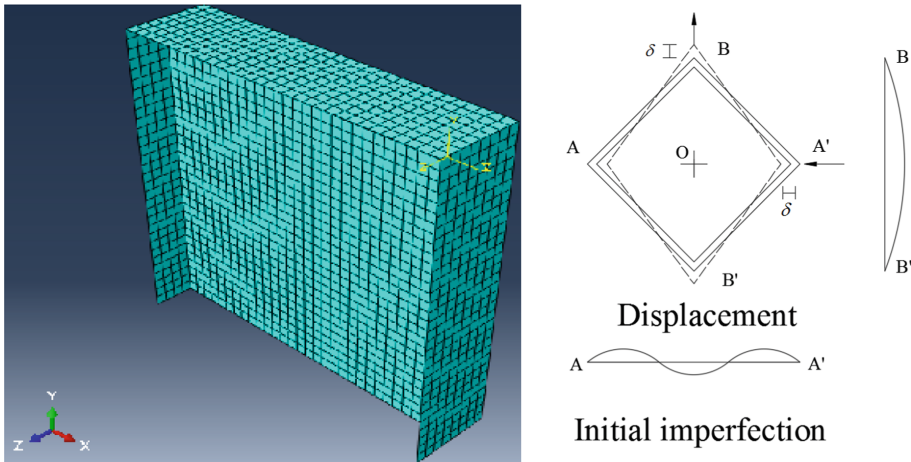 Y
Z
X
δ
B
A
O
A'
δ
B'
B
B'
Displacement
A
A'
Initial imperfection